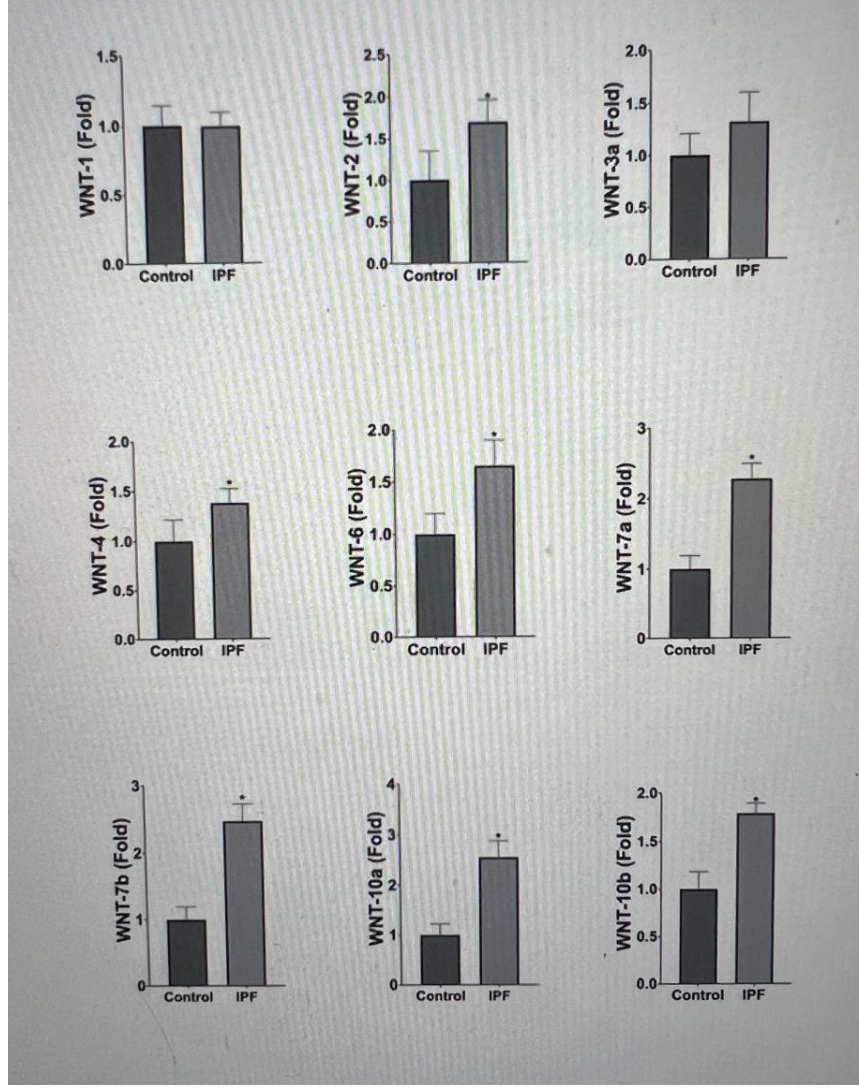 WNT-1 (Fold)
1.5
1.0
0.5
0.0
Control IPF
WNT-2 (Fold)
2.5
2.0
1.5
1.0
0.5
0.0
*
Control IPF
WNT-3a (Fold)
2.0
1.5
1.0
0.5
0.0
Control IPF
WNT-4 (Fold)
2.0
1.5
1.0
0.5
0.0
*
Control IPF
WNT-6 (Fold)
2.0
1.5
1.0
0.5
0.0
*
Control IPF
WNT-7a (Fold)
3
2
1
0
*
Control IPF
WNT-7b (Fold)
3
2
1
0
*
Control IPF
WNT-10a (Fold)
4
3
2
1
0
*
Control IPF
WNT-10b (Fold)
2.0
1.5
1.0
0.5
0.0
*
Control IPF